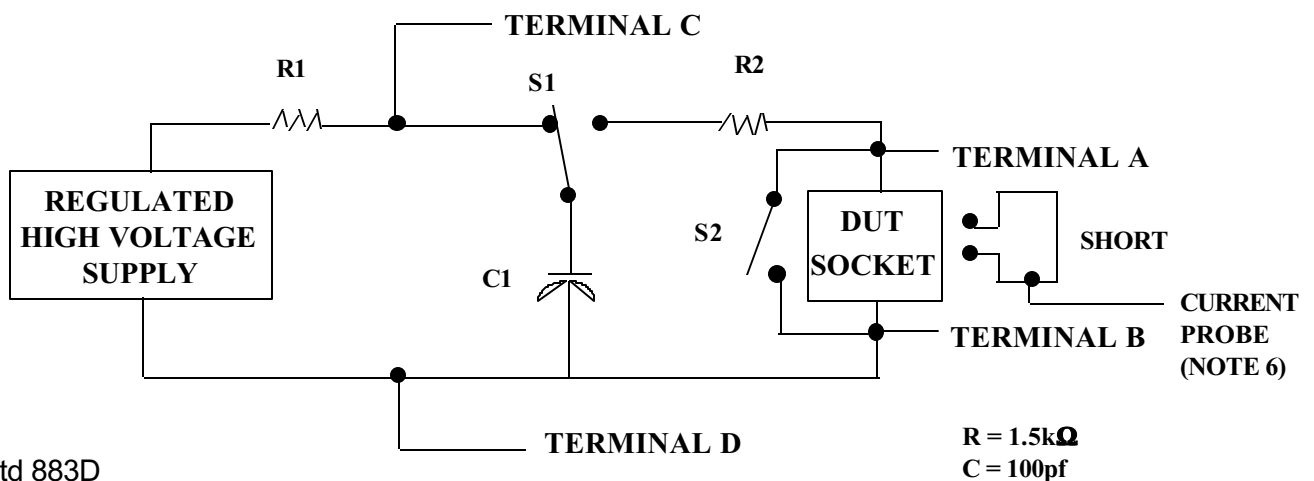 TERMINAL C
R1
S1
R2
TERMINAL A
REGULATED
HIGH VOLTAGE
SUPPLY
S2
DUT
SOCKET
SHORT
C1
CURRENT
PROBE
(NOTE 6)
TERMINAL B
TERMINAL D
R = 1.5kΩ
C = 100pf
td 883D